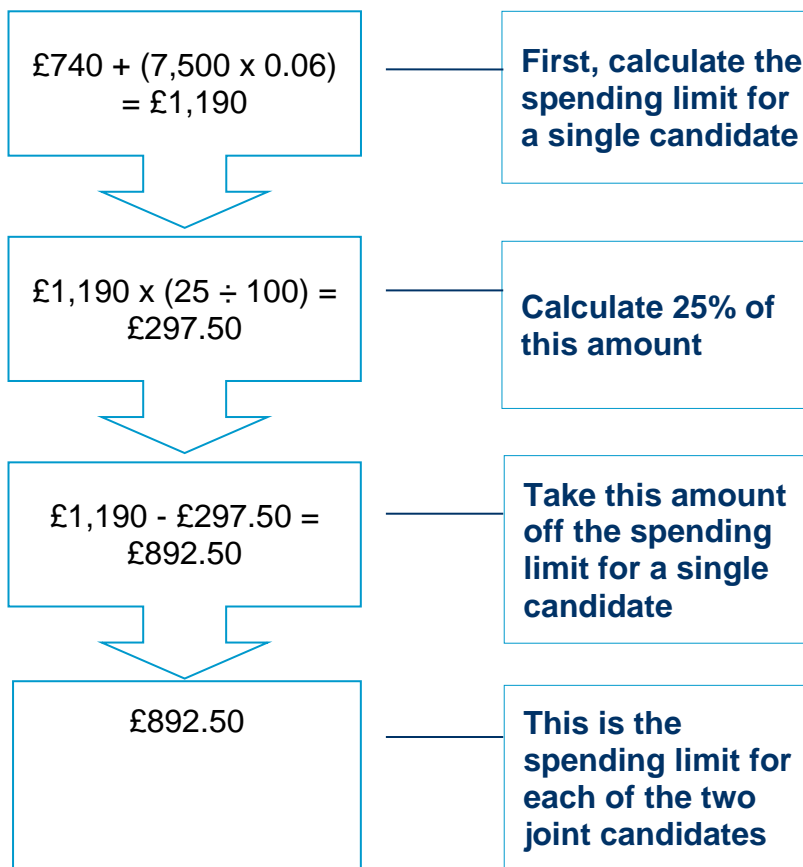 £740 + (7,500 x 0.06)
= £1,190
First, calculate the
spending limit for
a single candidate
£1,190 x (25 ÷ 100) =
£297.50
Calculate 25% of
this amount
£1,190 - £297.50 =
£892.50
Take this amount
off the spending
limit for a single
candidate
£892.50
This is the
spending limit for
each of the two
joint candidates